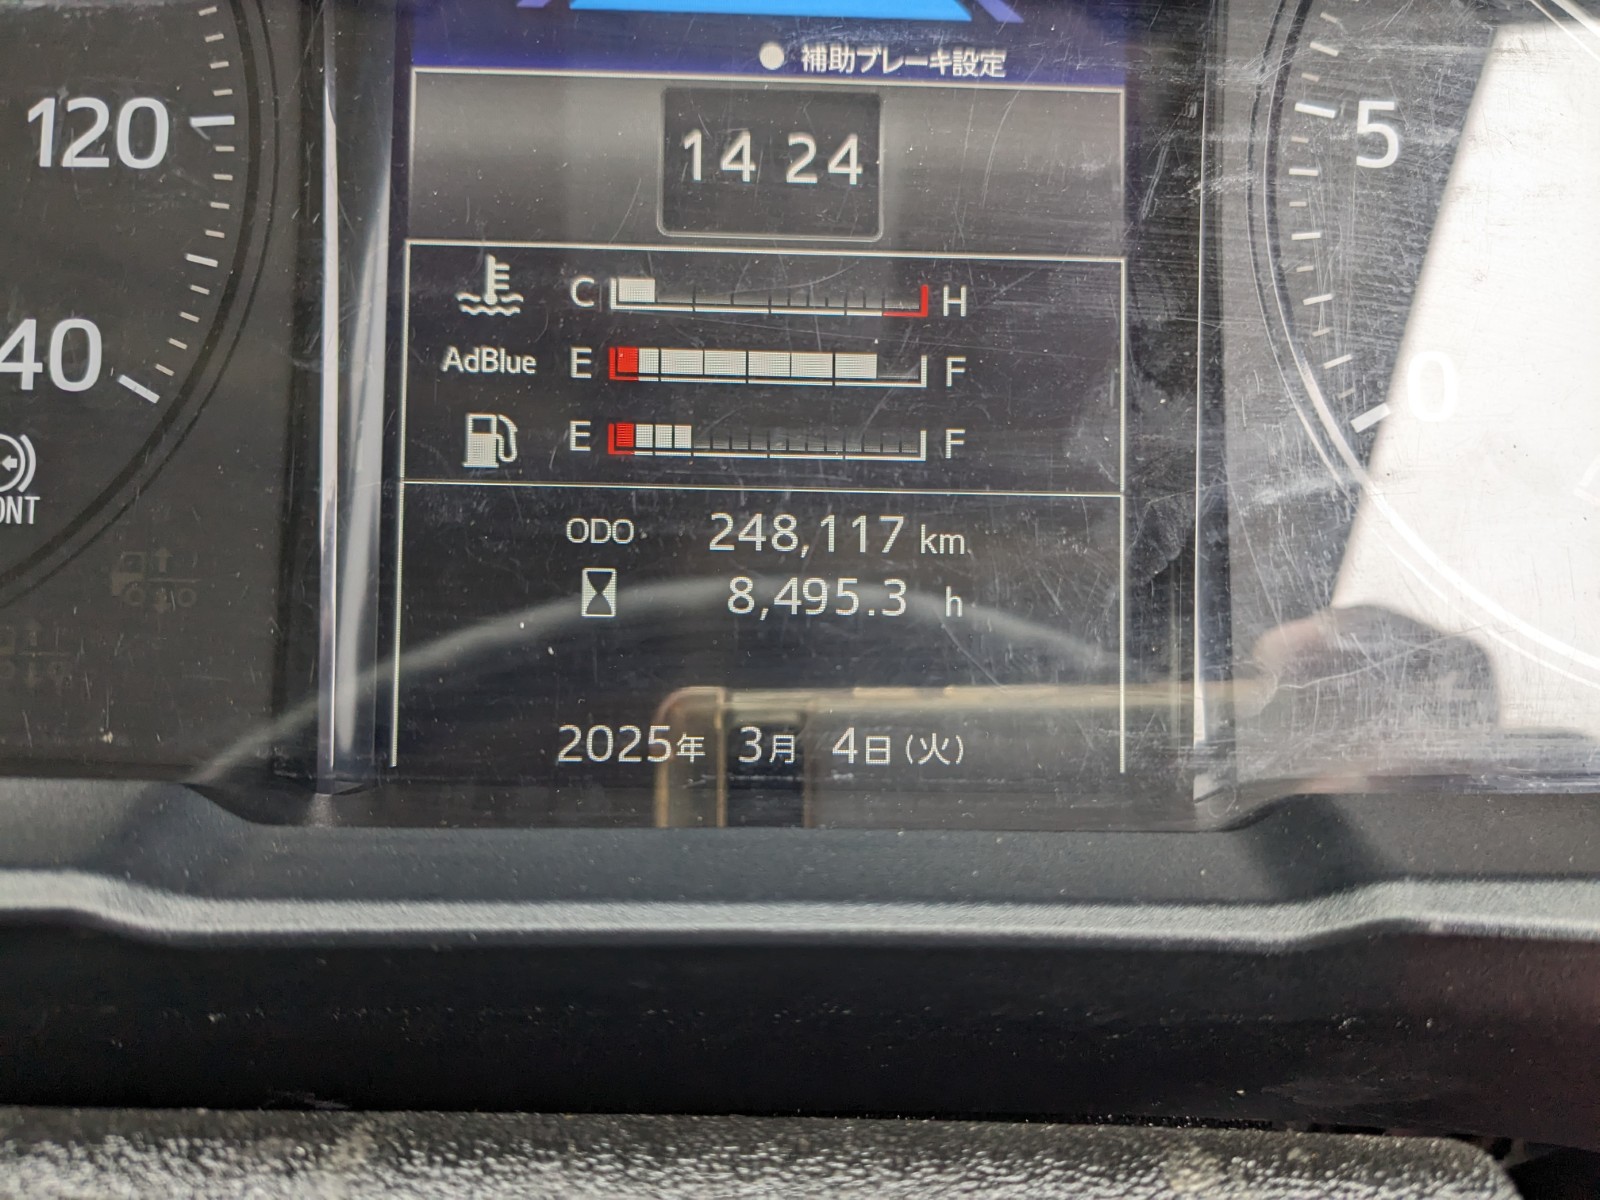 補助ブレーキ設定
120
14 24
5
C H
40
AdBlue E F
0
E F
ODO 248,117 km
8,495.3 h
2025年 3月 4日(火)